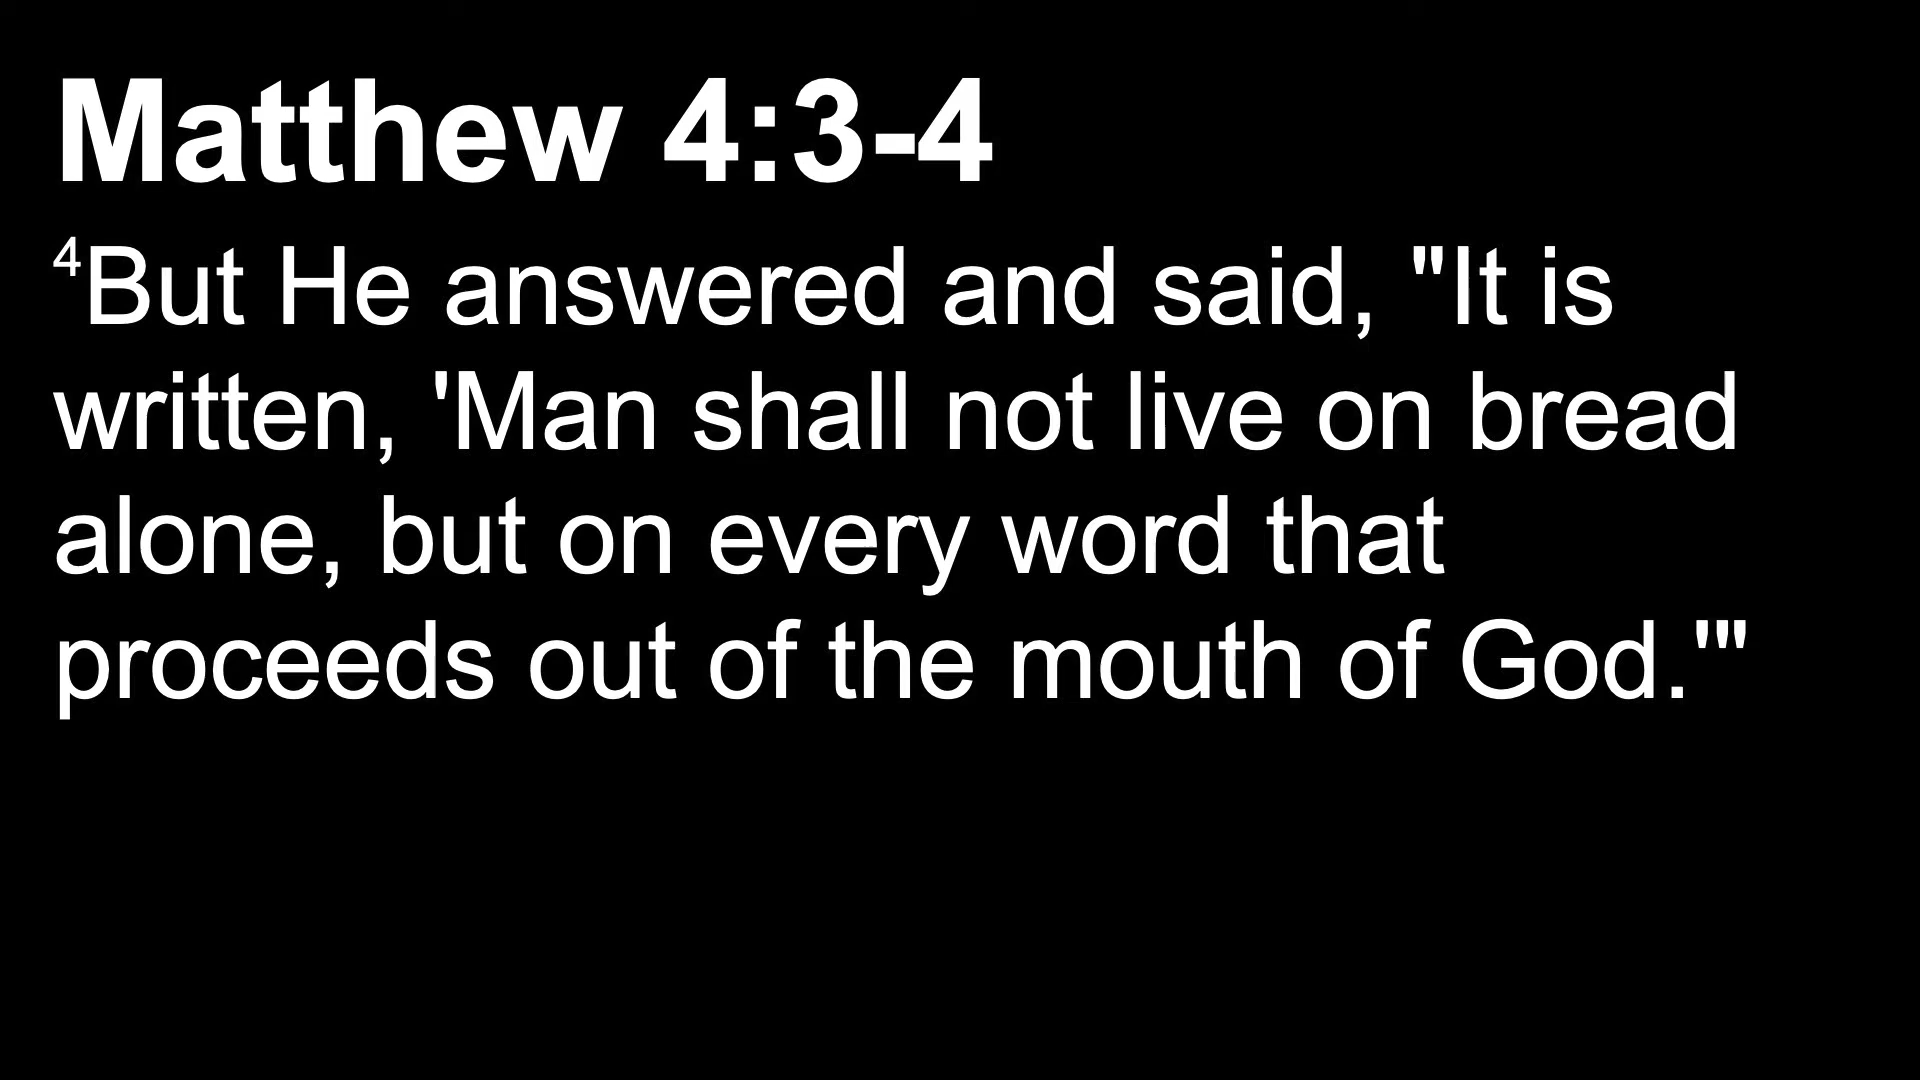 Matthew 4:3-4
⁴But He answered and said, "It is
written, 'Man shall not live on bread
alone, but on every word that
proceeds out of the mouth of God.'"